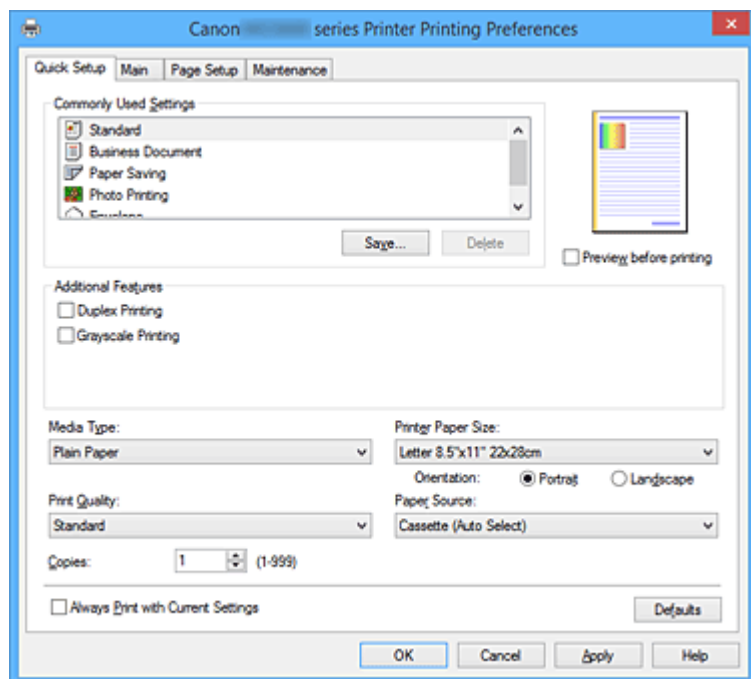 Canon series Printer Printing Preferences
Quick Setup Main Page Setup Maintenance
Commonly Used Settings
Standard
Business Document
Paper Saving
Photo Printing
Envelope
Save... Delete
Preview before printing
Additional Features
Duplex Printing
Grayscale Printing
Media Type: Printer Paper Size:
Plain Paper Letter 8.5"x11" 22x28cm
Orientation: Portrait Landscape
Print Quality: Paper Source:
Standard Cassette (Auto Select)
Copies: 1 (1-999)
Always Print with Current Settings Defaults
OK Cancel Apply Help